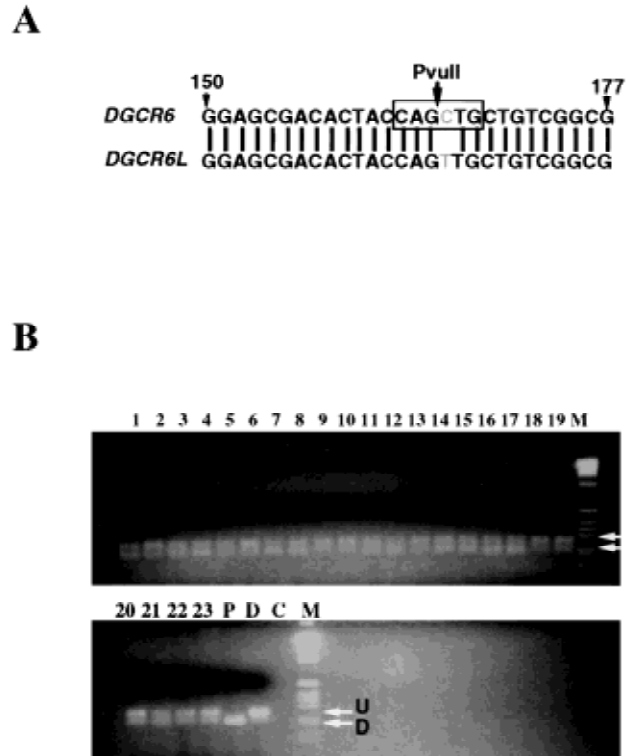 A
PvuII
150
177
DGCR6 GGAGCGACACTACCAGCTGCTGTCGGCG
DGCR6L GGAGCGACACTACCAGTTGCTGTCGGCG
B
1 2 3 4 5 6 7 8 9 10 11 12 13 14 15 16 17 18 19 M
20 21 22 23 P D C M
U
D